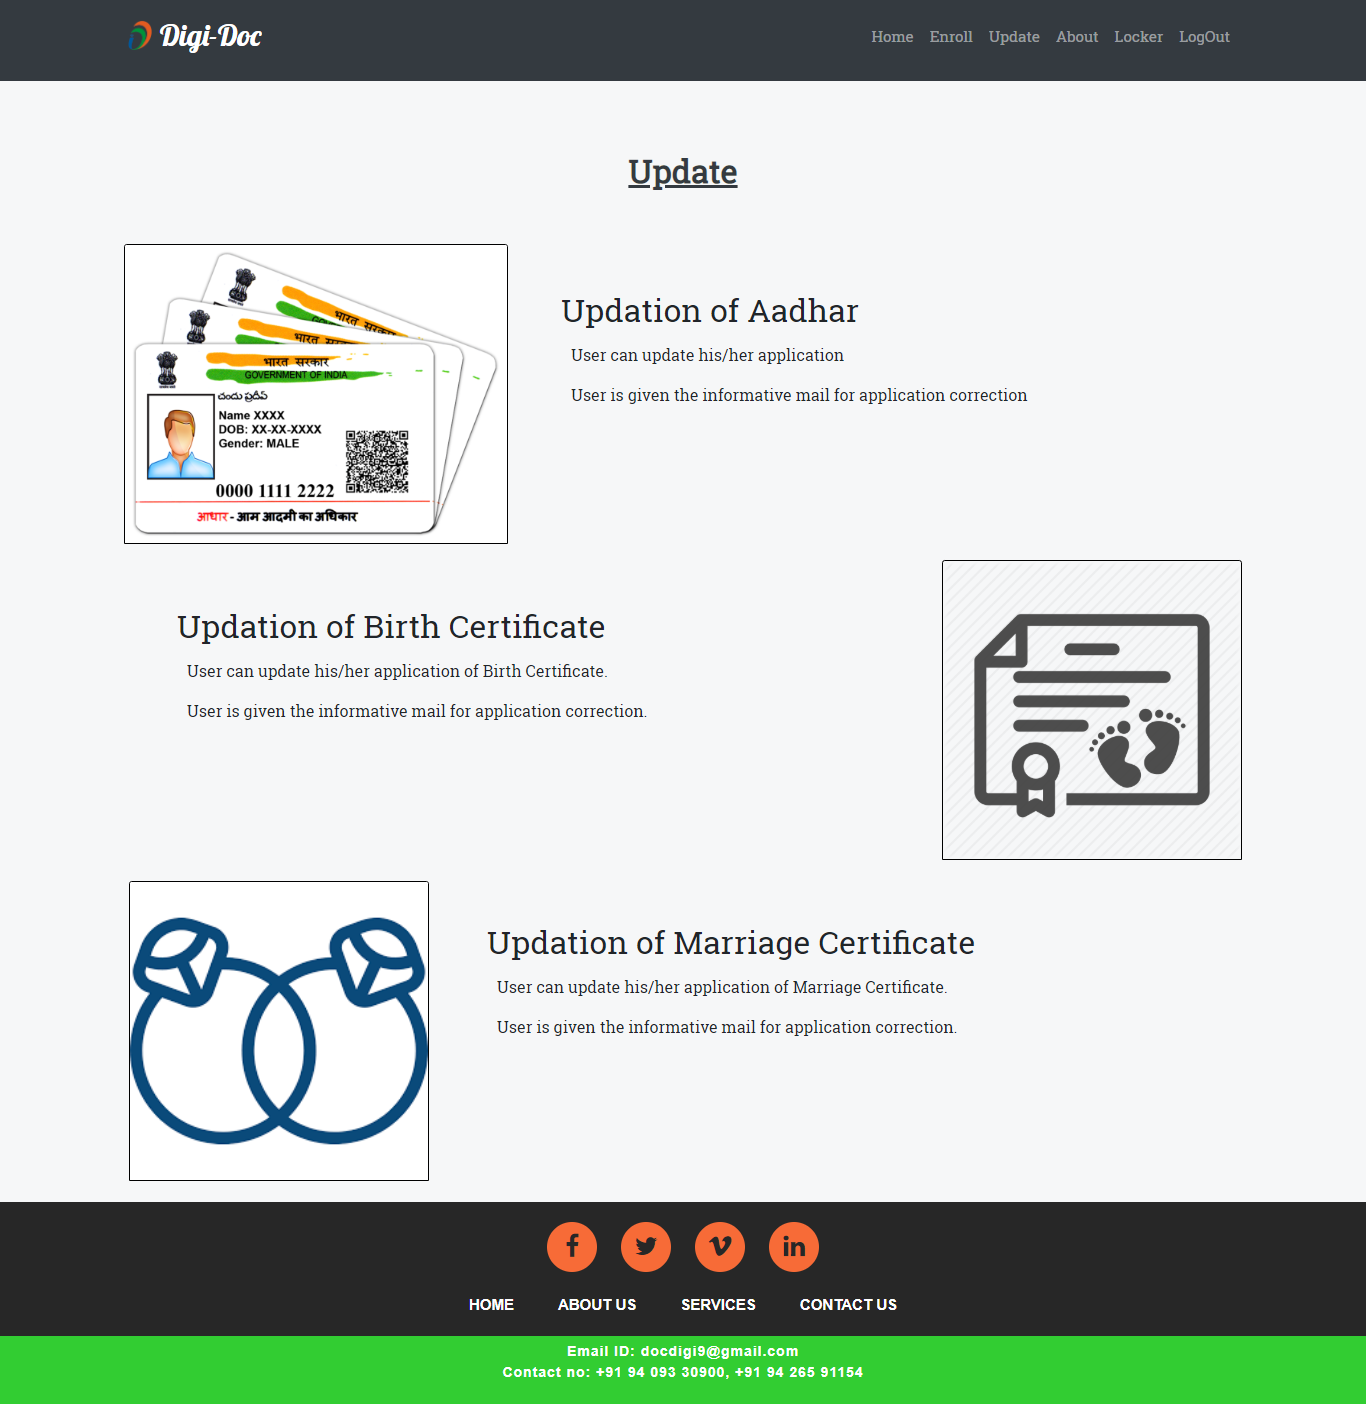 Digi-Doc
Home Enroll Update About Locker LogOut
Update
भारत सरकार
GOVERNMENT OF INDIA
చందు ప్రదీప్
Name XXXX
DOB: XX-XX-XXXX
Gender: MALE
0000 1111 2222
आधार - आम आदमी का अधिकार
Updation of Aadhar
User can update his/her application
User is given the informative mail for application correction
Updation of Birth Certificate
User can update his/her application of Birth Certificate.
User is given the informative mail for application correction.
Updation of Marriage Certificate
User can update his/her application of Marriage Certificate.
User is given the informative mail for application correction.
HOME ABOUT US SERVICES CONTACT US
Email ID: docdigi9@gmail.com
Contact no: +91 94 093 30900, +91 94 265 91154